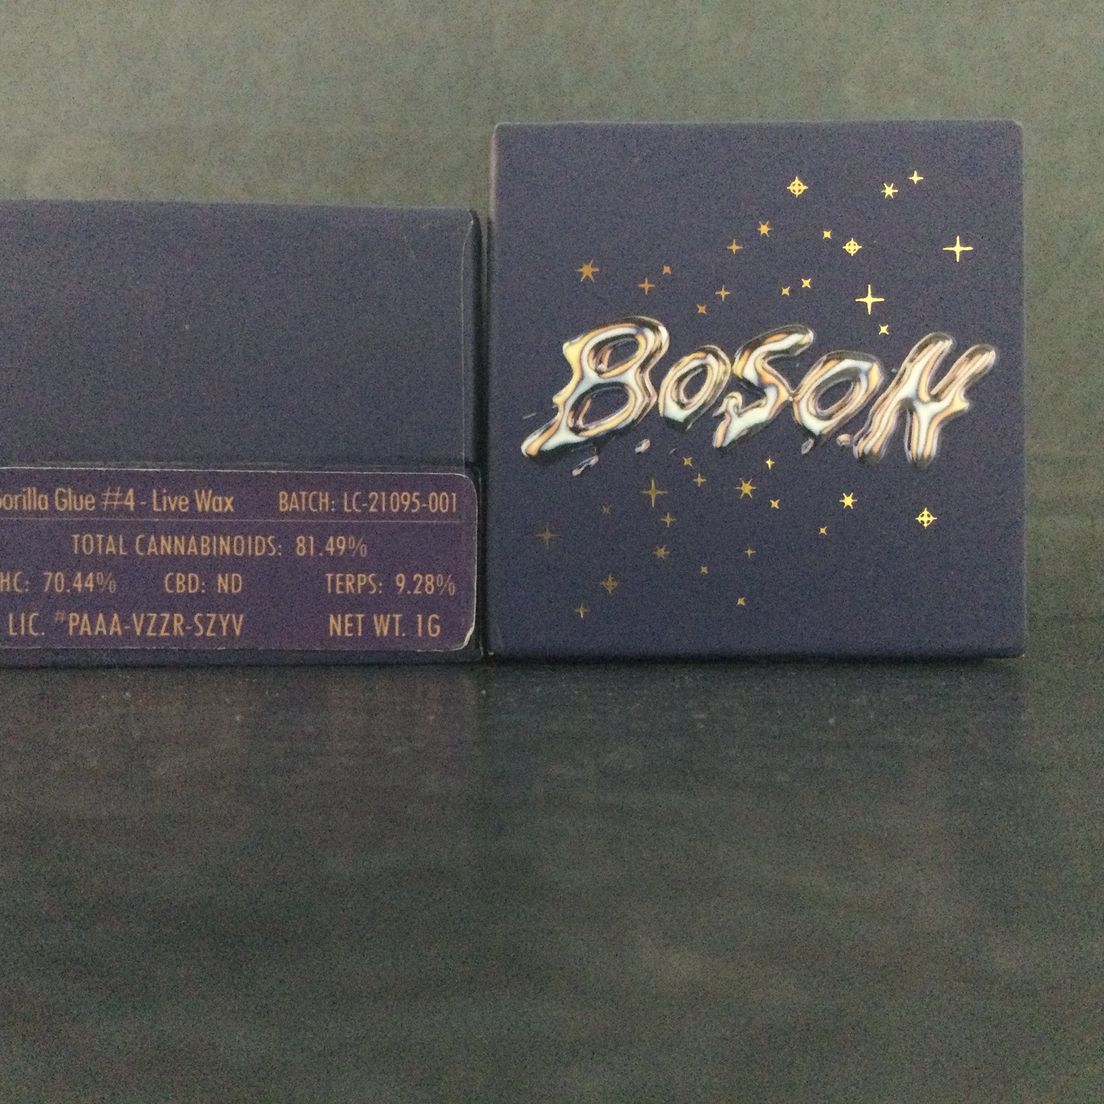 orilla Glue #4 - Live Wax BATCH: LC-21095-001
TOTAL CANNABINOIDS: 81.49%
HC: 70.44% CBD: ND TERPS: 9.28%
LIC. #PAAA-VZZR-SZYV NET WT. 1G
BOSON